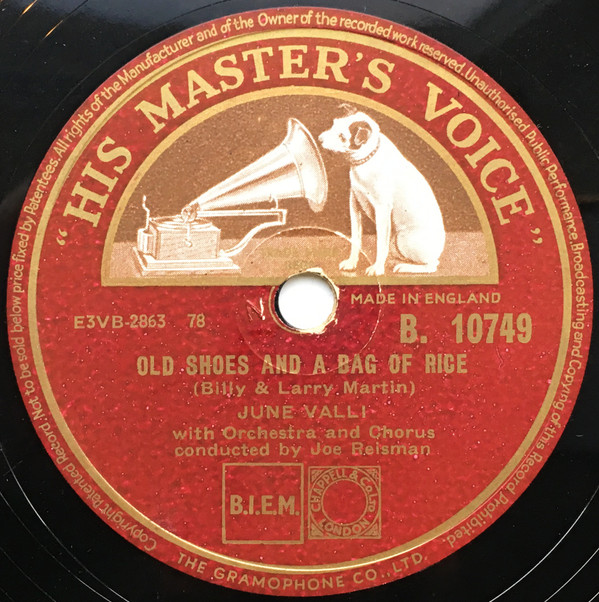 Copyright Patented Record. Not to be sold below price fixed by Patentees. All rights of the Manufacturer and of the Owner of the recorded work reserved. Unauthorised Public Performance, Broadcasting and Copying of this Record Prohibited.
"HIS MASTER'S VOICE"
MADE IN ENGLAND
E3VB-2863 78
B. 10749
OLD SHOES AND A BAG OF RICE
(Billy & Larry Martin)
JUNE VALLI
with Orchestra and Chorus
conducted by Joe Reisman
B.I.E.M.
CHAPPELL & CO LTD
LONDON
THE GRAMOPHONE CO., LTD.